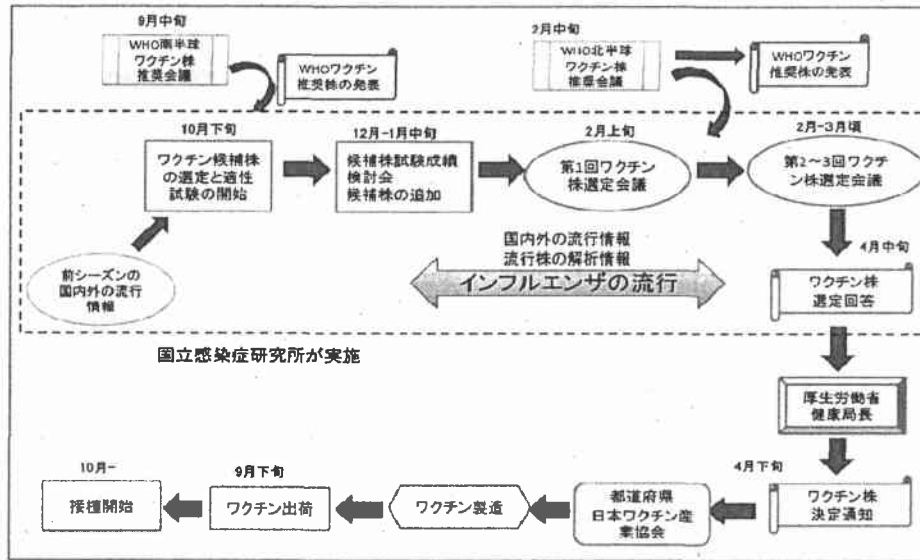 9月中旬
WHO南半球
ワクチン株
推奨会議
WHOワクチン
推奨株の発表
2月中旬
WHO北半球
ワクチン株
推奨会議
WHOワクチン
推奨株の発表
10月下旬
ワクチン候補株
の選定と適性
試験の開始
12月-1月中旬
候補株試験成績
検討会
候補株の追加
2月上旬
第1回ワクチン
株選定会議
2月-3月頃
第2～3回ワクチ
ン株選定会議
前シーズンの
国内外の流行
情報
国内外の流行情報
流行株の解析情報
インフルエンザの流行
4月中旬
ワクチン株
選定回答
国立感染症研究所が実施
厚生労働省
健康局長
4月下旬
ワクチン株
決定通知
都道府県
日本ワクチン産
業協会
ワクチン製造
9月下旬
ワクチン出荷
10月-
接種開始